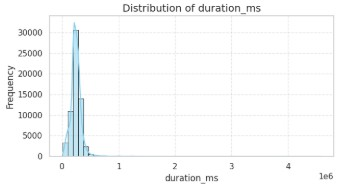 Distribution of duration_ms
30000
25000
20000
15000
10000
5000
0
Frequency
0 1 2 3 4
1e6
duration_ms